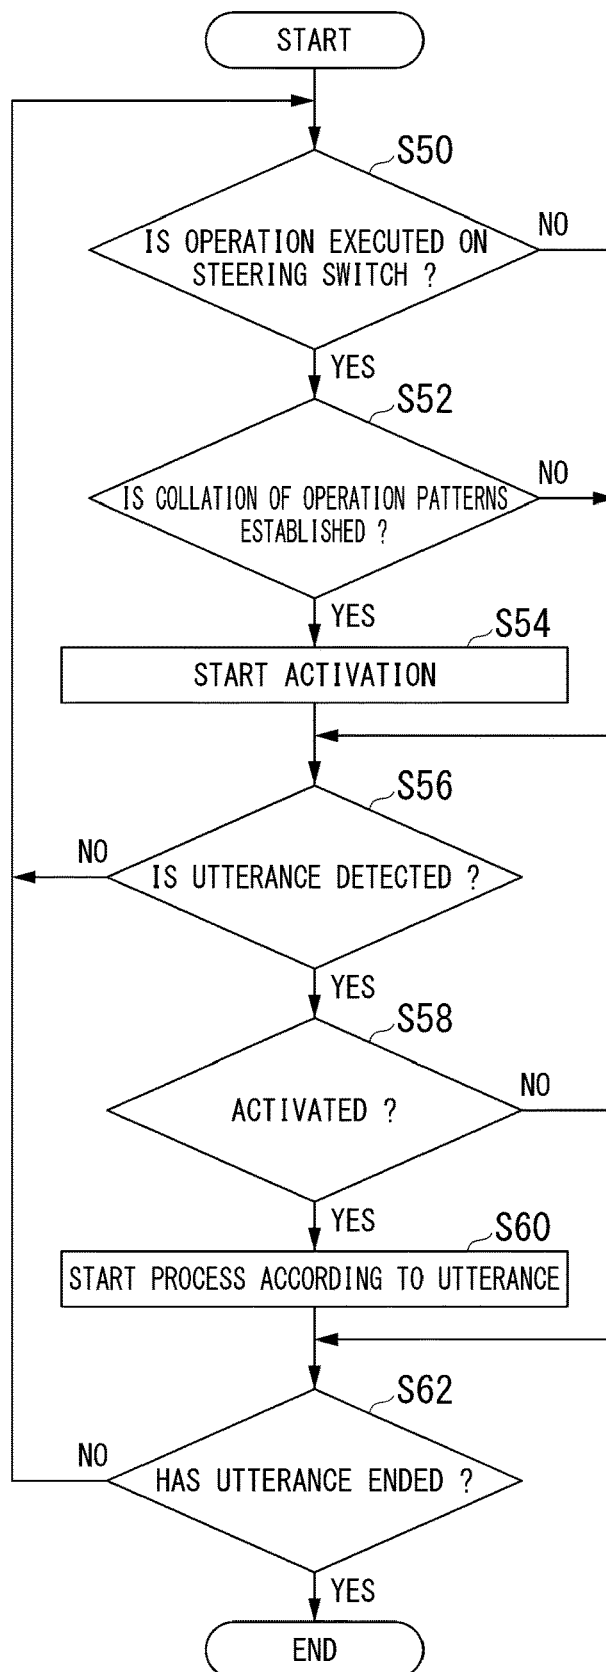 START
S50
IS OPERATION EXECUTED ON
STEERING SWITCH ?
NO
YES
S52
IS COLLATION OF OPERATION PATTERNS
ESTABLISHED ?
NO
YES
S54
START ACTIVATION
S56
IS UTTERANCE DETECTED ?
NO
YES
S58
ACTIVATED ?
NO
YES
S60
START PROCESS ACCORDING TO UTTERANCE
S62
HAS UTTERANCE ENDED ?
NO
YES
END